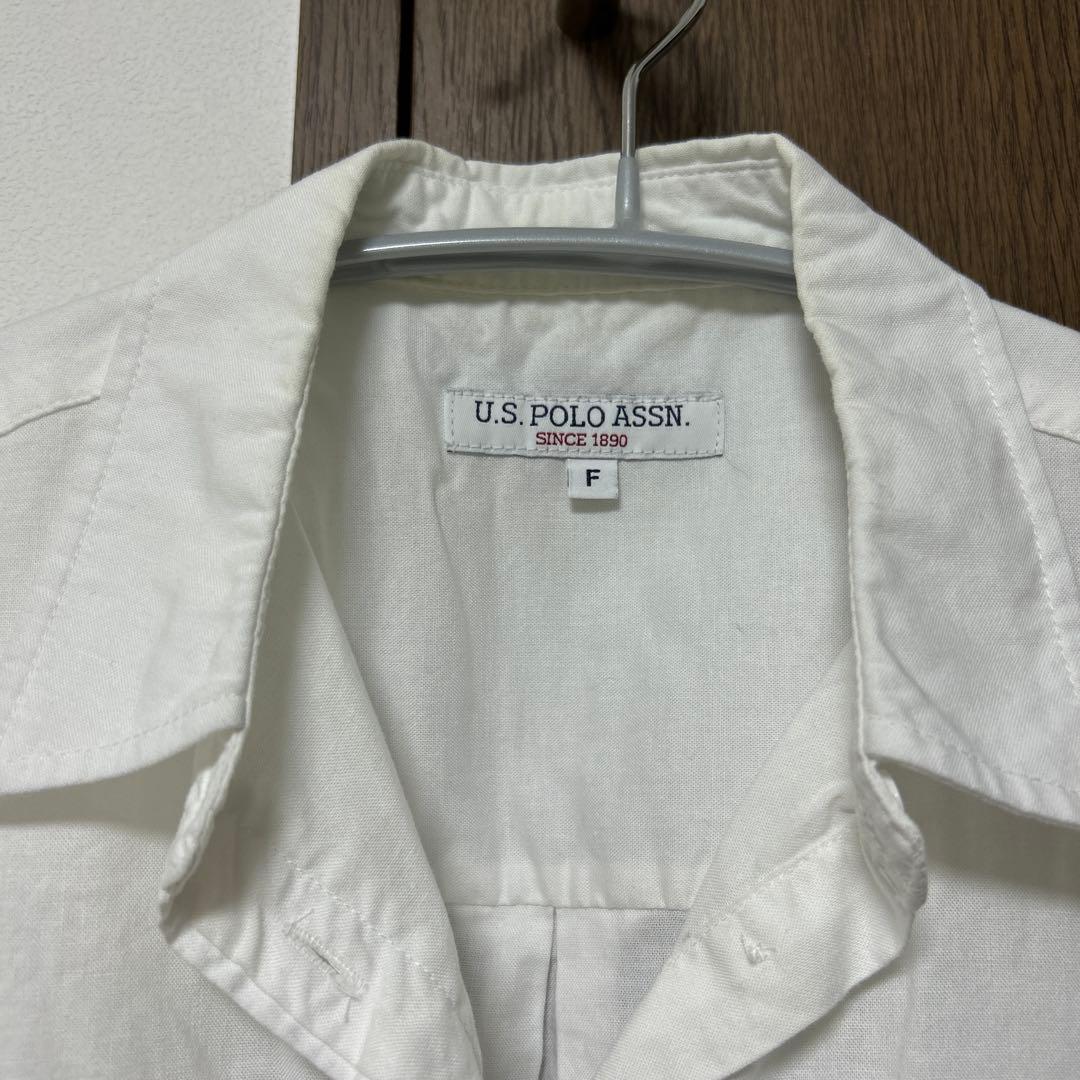 U.S. POLO ASSN.
SINCE 1890
F